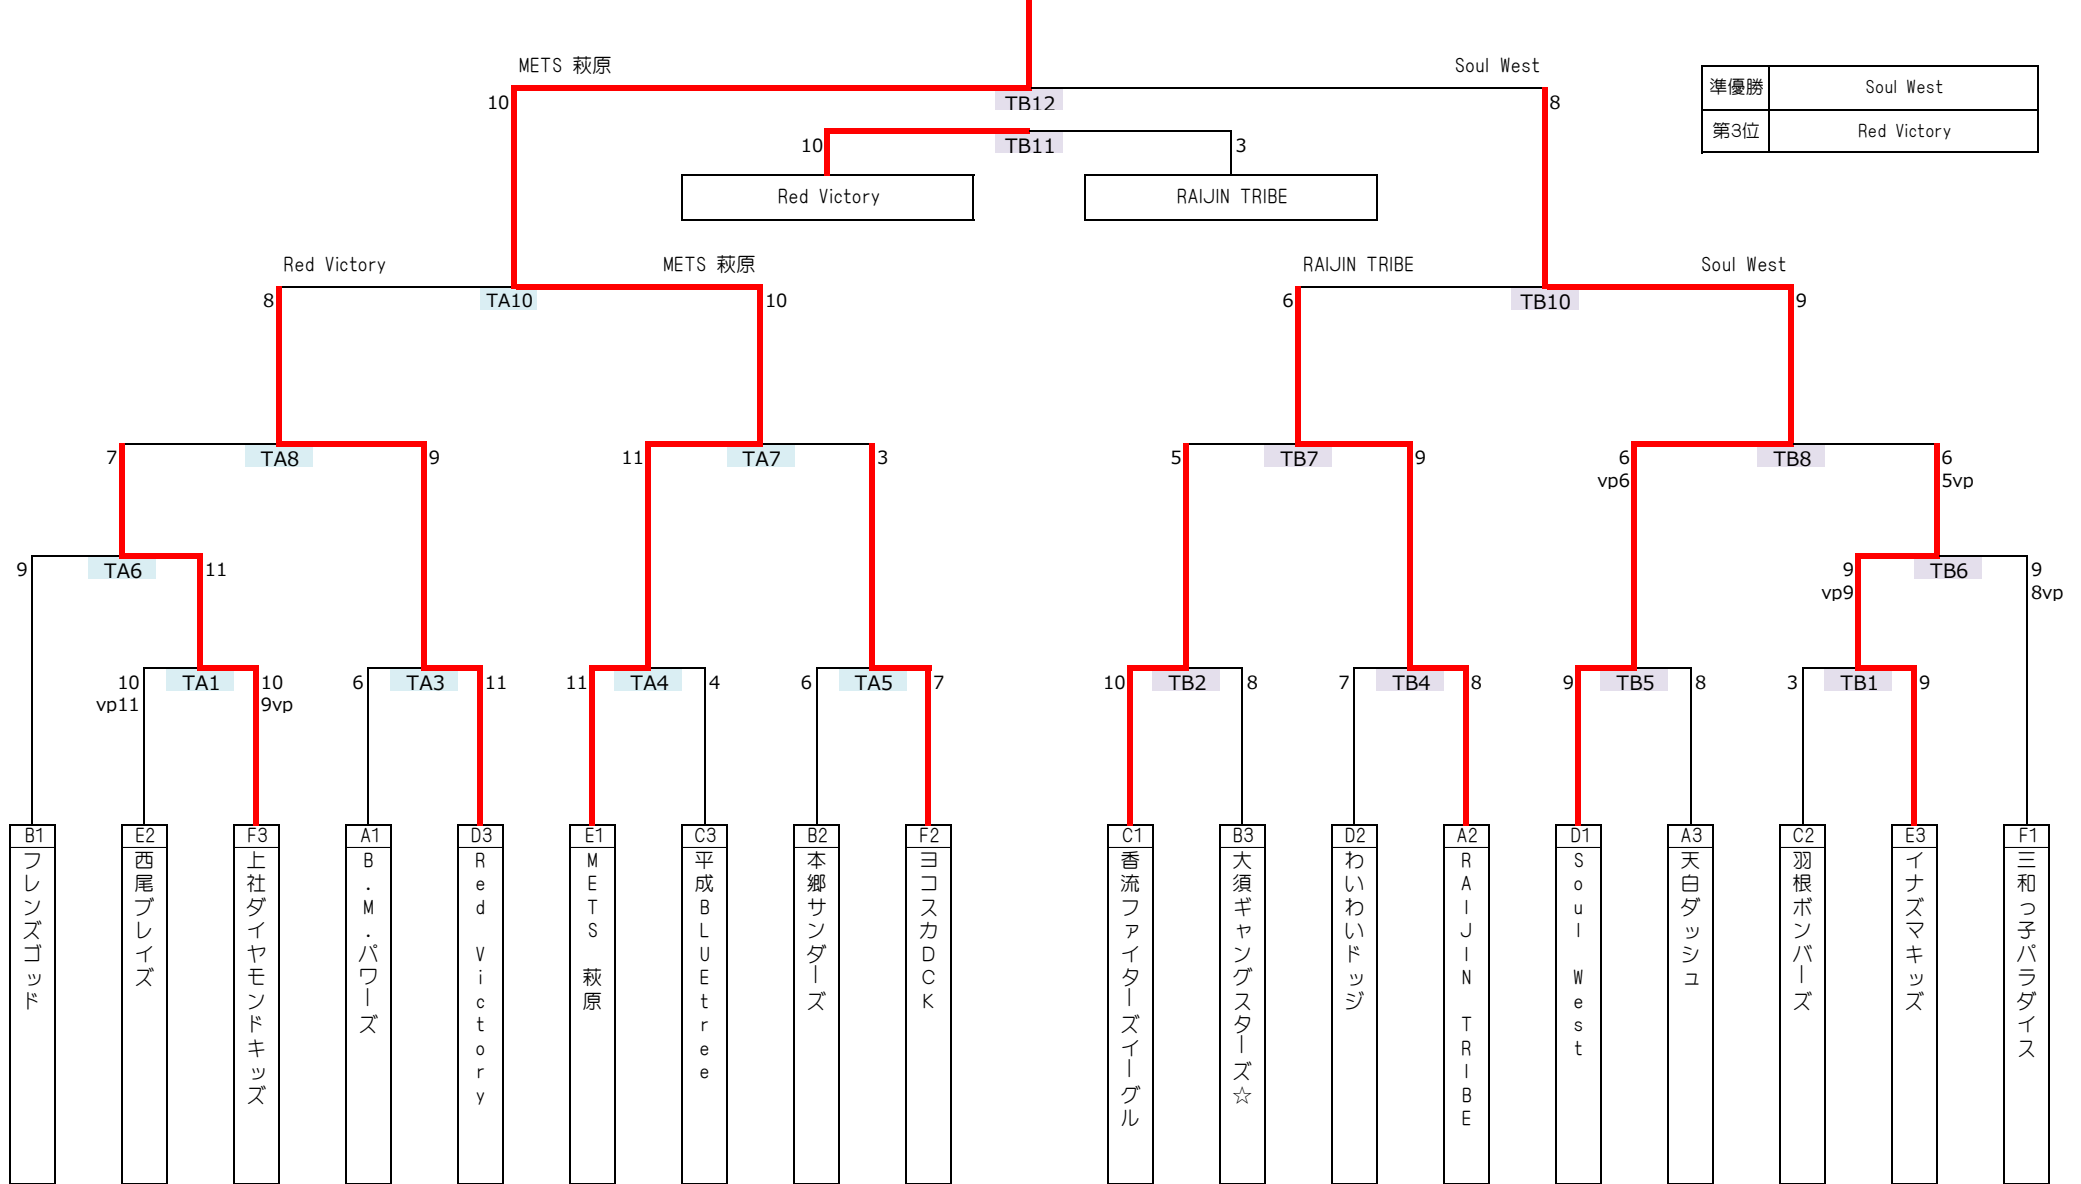 METS 萩原
Soul West
10
TB12
8
準優勝
Soul West
第3位
Red Victory
10
TB11
3
Red Victory
RAIJIN TRIBE
Red Victory
METS 萩原
RAIJIN TRIBE
Soul West
8
TA10
10
6
TB10
9
7
TA8
9
11
TA7
3
5
TB7
9
6
TB8
6
vp6
5vp
9
TA6
11
9
TB6
9
vp9
8vp
10
TA1
10
6
TA3
11
11
TA4
4
6
TA5
7
10
TB2
8
7
TB4
8
9
TB5
8
3
TB1
9
vp11
9vp
B1
フレンズゴッド
E2
西尾ブレイズ
F3
上社ダイヤモンドキッズ
A1
B.M.パワーズ
D3
Red Victory
E1
METS 萩原
C3
平成BLUEtree
B2
本郷サンダーズ
F2
ヨコスカDCK
C1
香流ファイターズイーグル
B3
大須ギャングスターズ☆
D2
わいわいドッジ
A2
RAIJIN TRIBE
D1
Soul West
A3
天白ダッシュ
C2
羽根ボンバーズ
E3
イナズマキッズ
F1
三和っ子パラダイス